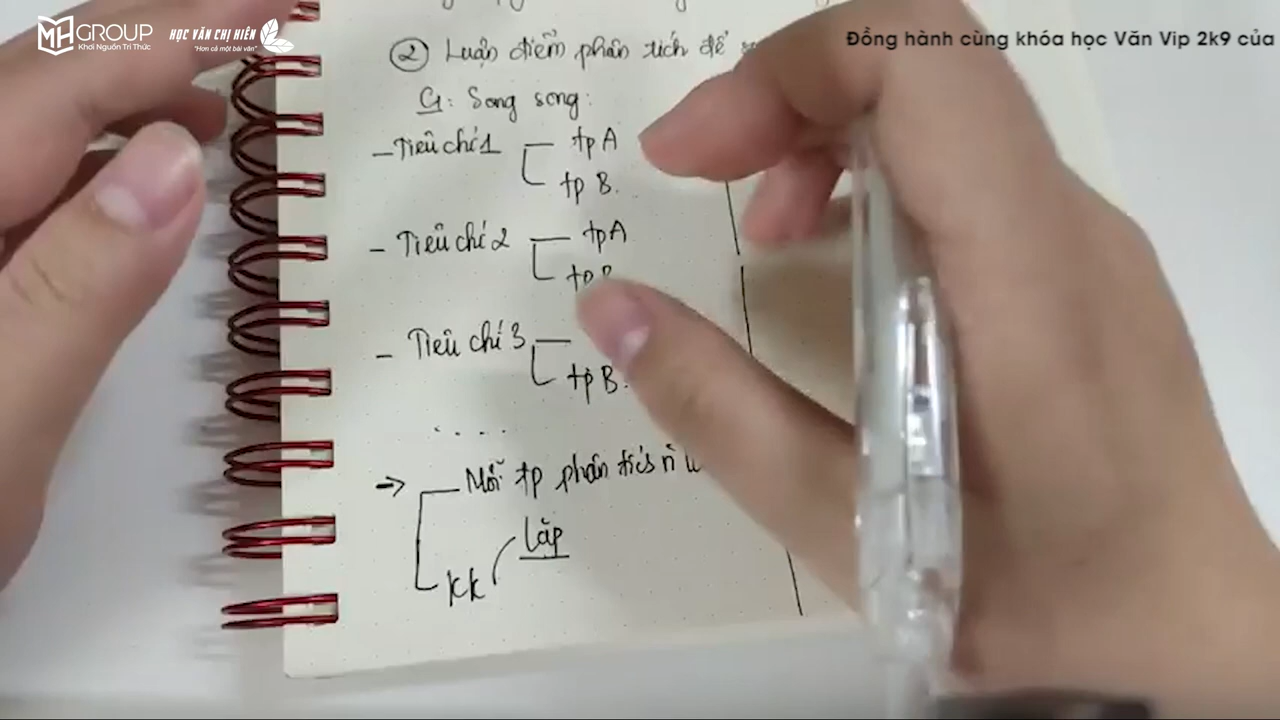 MH GROUP
Khơi Nguồn Tri Thức
HỌC VĂN CHỊ HIÊN
"Hơn cả một bài văn"
Đồng hành cùng khóa học Văn Vip 2k9 của
② Luận điểm phân tích để
C1: Song song:
- Tiêu chí 1
tp A
tp B.
- Tiêu chí 2
tp A
tp B
- Tiêu chí 3
tp B.
....
→ Mỗi tp phân tích n
lặp
KK